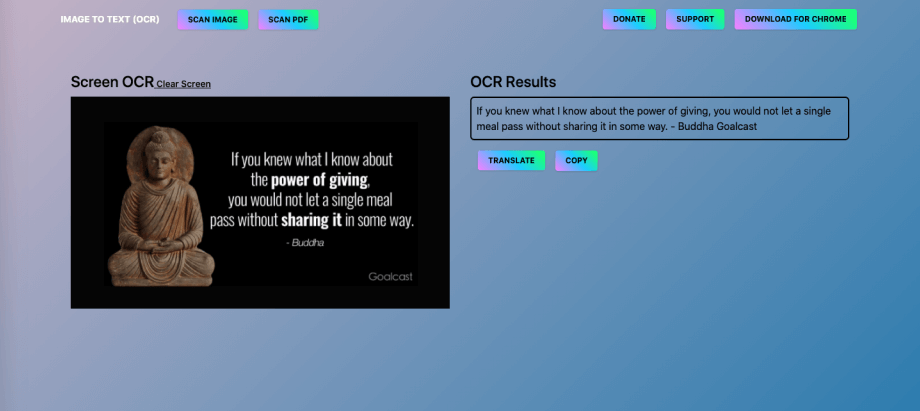 IMAGE TO TEXT (OCR)
SCAN IMAGE
SCAN PDF
DONATE
SUPPORT
DOWNLOAD FOR CHROME
Screen OCR Clear Screen
If you knew what I know about
the power of giving,
you would not let a single meal
pass without sharing it in some way.
- Buddha
Goalcast
OCR Results
If you knew what I know about the power of giving, you would not let a single
meal pass without sharing it in some way. - Buddha Goalcast
TRANSLATE
COPY